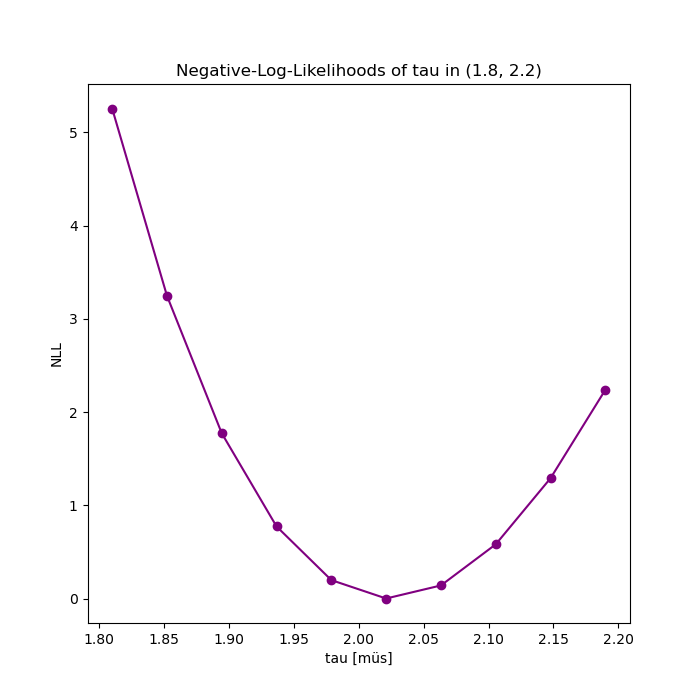 Negative-Log-Likelihoods of tau in (1.8, 2.2)
5
4
3
2
1
0
NLL
1.80 1.85 1.90 1.95 2.00 2.05 2.10 2.15 2.20
tau [müs]